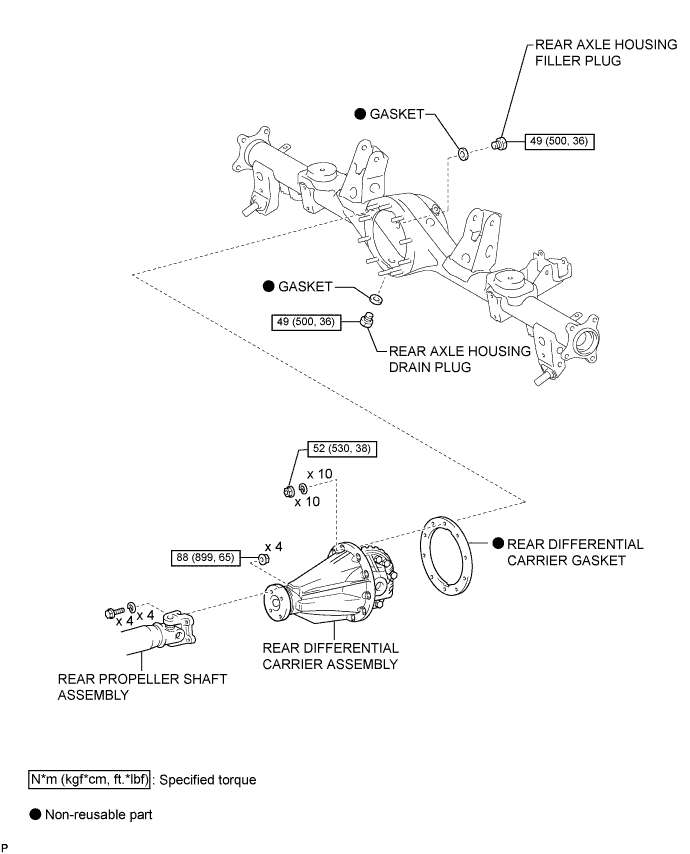 REAR AXLE HOUSING
FILLER PLUG
● GASKET
49 (500, 36)
● GASKET
49 (500, 36)
REAR AXLE HOUSING
DRAIN PLUG
52 (530, 38)
x 10
x 10
88 (899, 65)
x 4
● REAR DIFFERENTIAL
CARRIER GASKET
x 4
x 4
REAR DIFFERENTIAL
CARRIER ASSEMBLY
REAR PROPELLER SHAFT
ASSEMBLY
N*m (kgf*cm, ft.*lbf) : Specified torque
● Non-reusable part
P